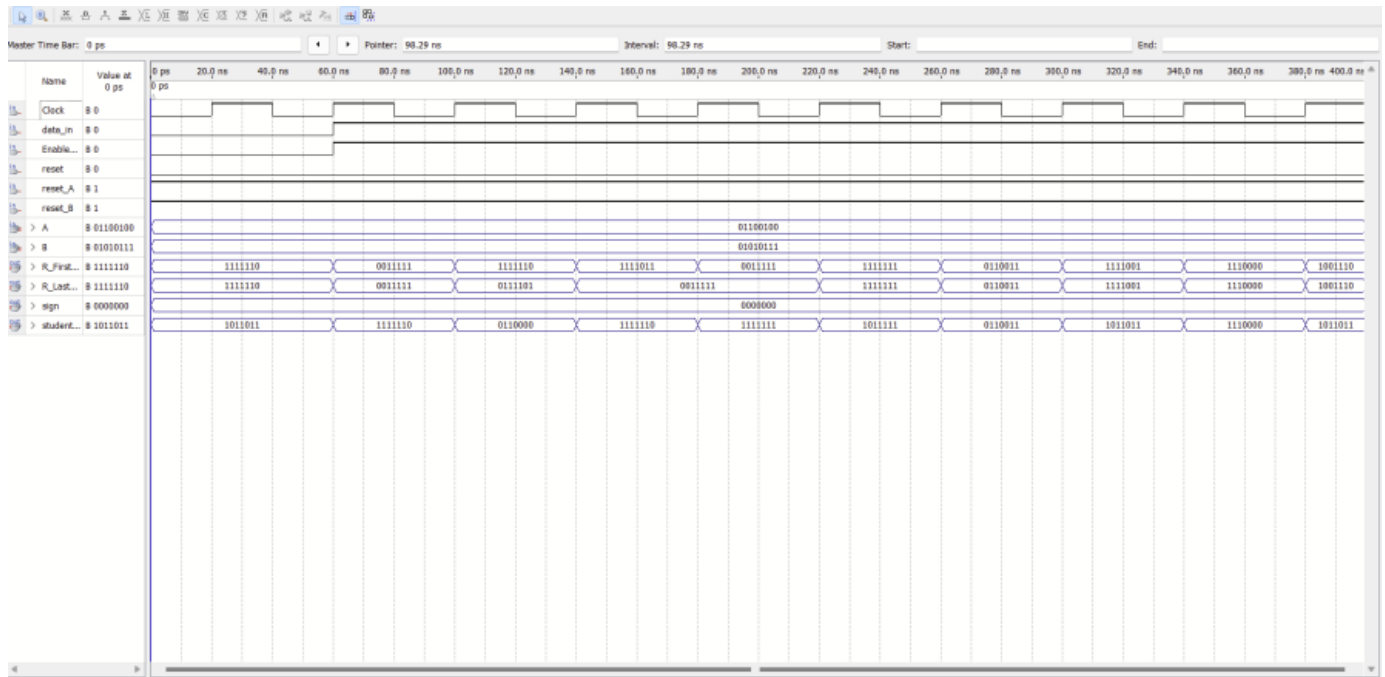 Master Time Bar: 0 ps Pointer: 98.29 ns Interval: 98.29 ns Start: End:
Name Value at 0 ps 0 ps 20.0 ns 40.0 ns 60.0 ns 80.0 ns 100.0 ns 120.0 ns 140.0 ns 160.0 ns 180.0 ns 200.0 ns 220.0 ns 240.0 ns 260.0 ns 280.0 ns 300.0 ns 320.0 ns 340.0 ns 360.0 ns 380.0 ns 400.0 ns
0 ps
Clock B 0
data_in B 0
Enable... B 0
reset B 0
reset_A B 1
reset_B B 1
> A B 01100100 01100100
> B B 01010111 01010111
> R_First... B 1111110 1111110 0011111 1111110 1111011 0011111 1111111 0110011 1111001 1110000 1001110
> R_Last... B 1111110 1111110 0011111 0111101 0011111 1111111 0110011 1111001 1110000 1001110
> sign B 0000000 0000000
> student... B 1011011 1011011 1111110 0110000 1111110 1111111 1011111 0110011 1011011 1110000 1011011